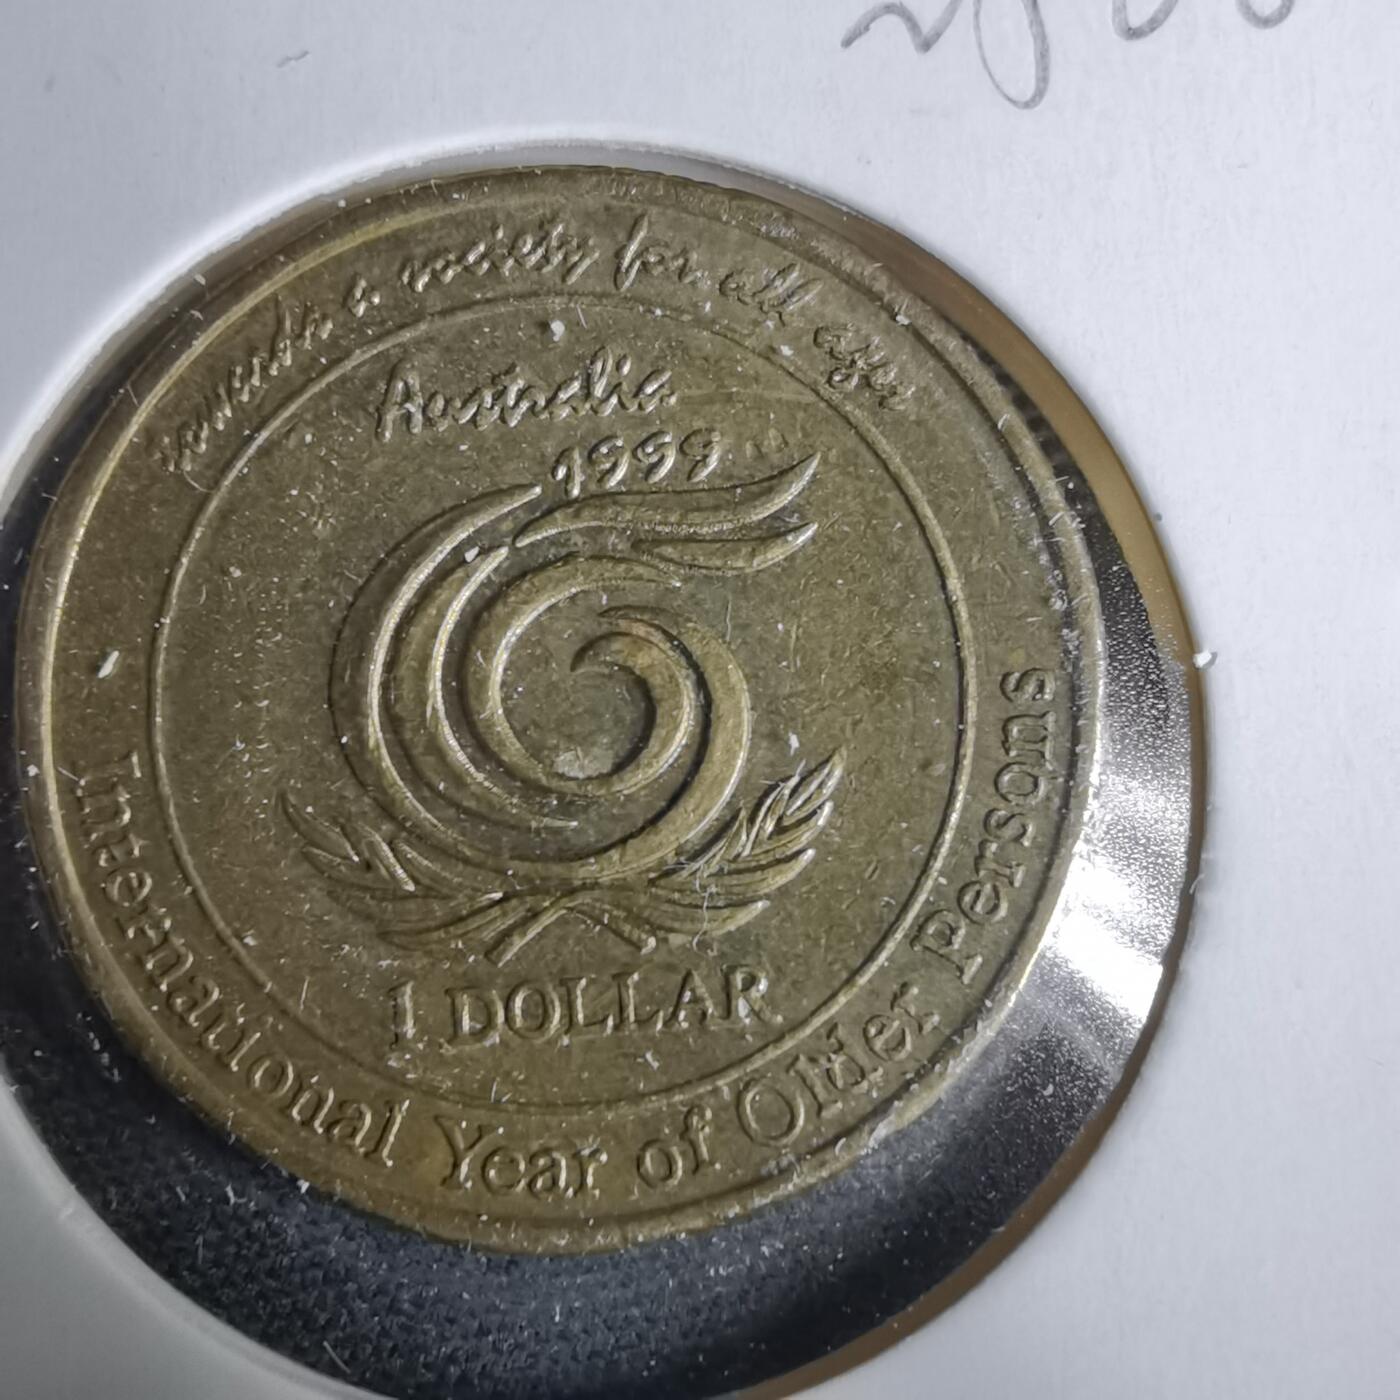 towards a society for all ages
Australia
1999
1 DOLLAR
International Year of Older Persons